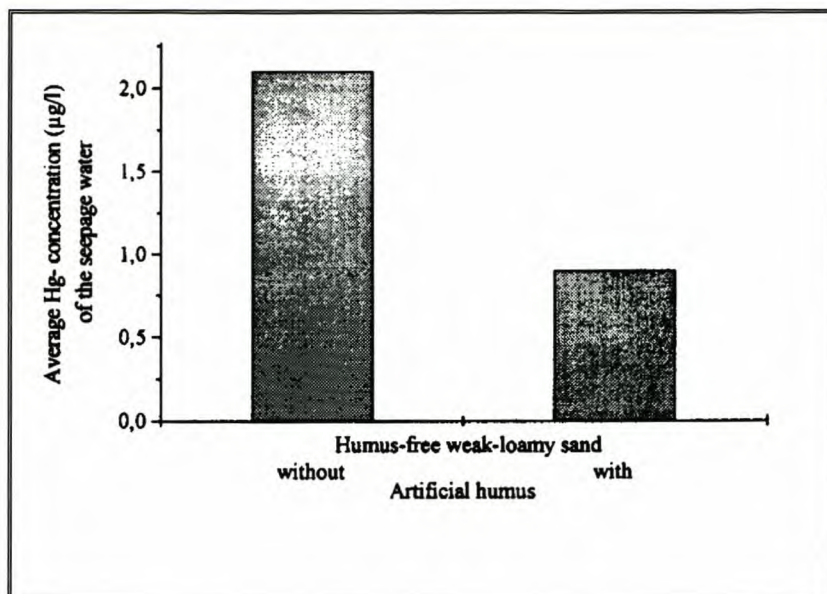 Average Hg- concentration (µg/l)
of the seepage water
2,0
1,5
1,0
0,5
0,0
Humus-free weak-loamy sand
without with
Artificial humus